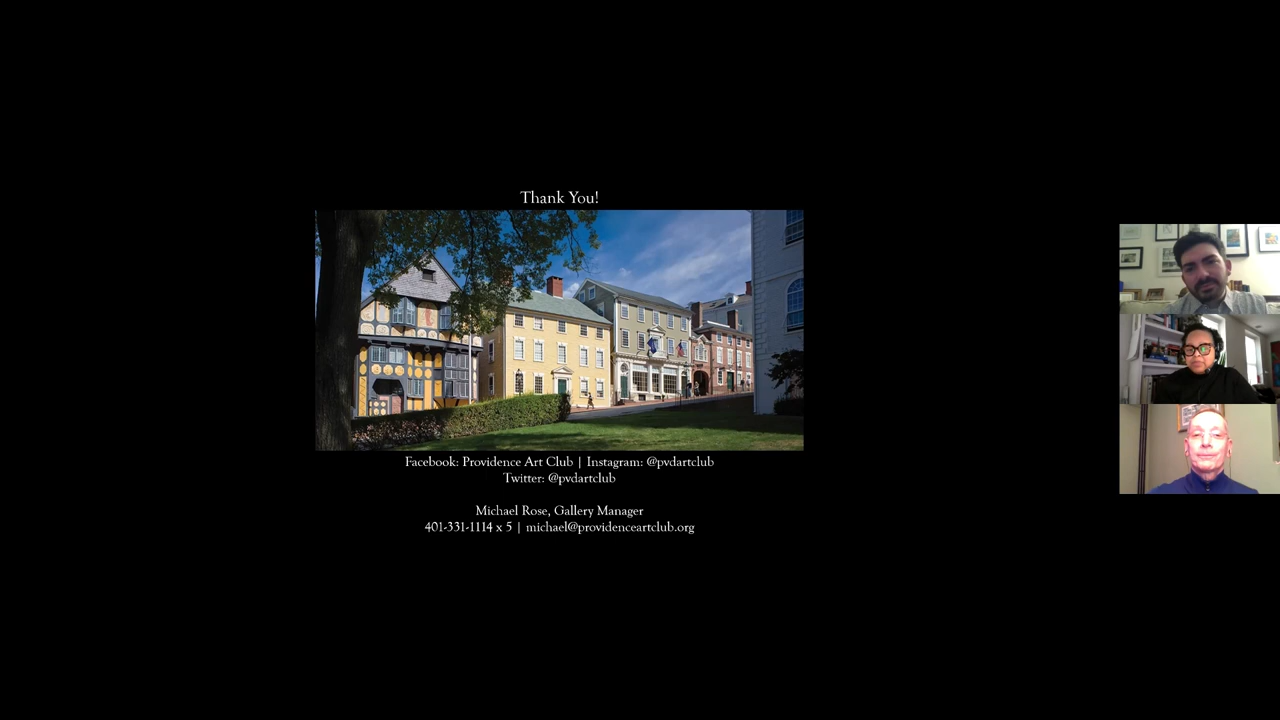 Thank You!
Facebook: Providence Art Club | Instagram: @pvdartclub
Twitter: @pvdartclub
Michael Rose, Gallery Manager
401-331-1114 x 5 | michael@providenceartclub.org